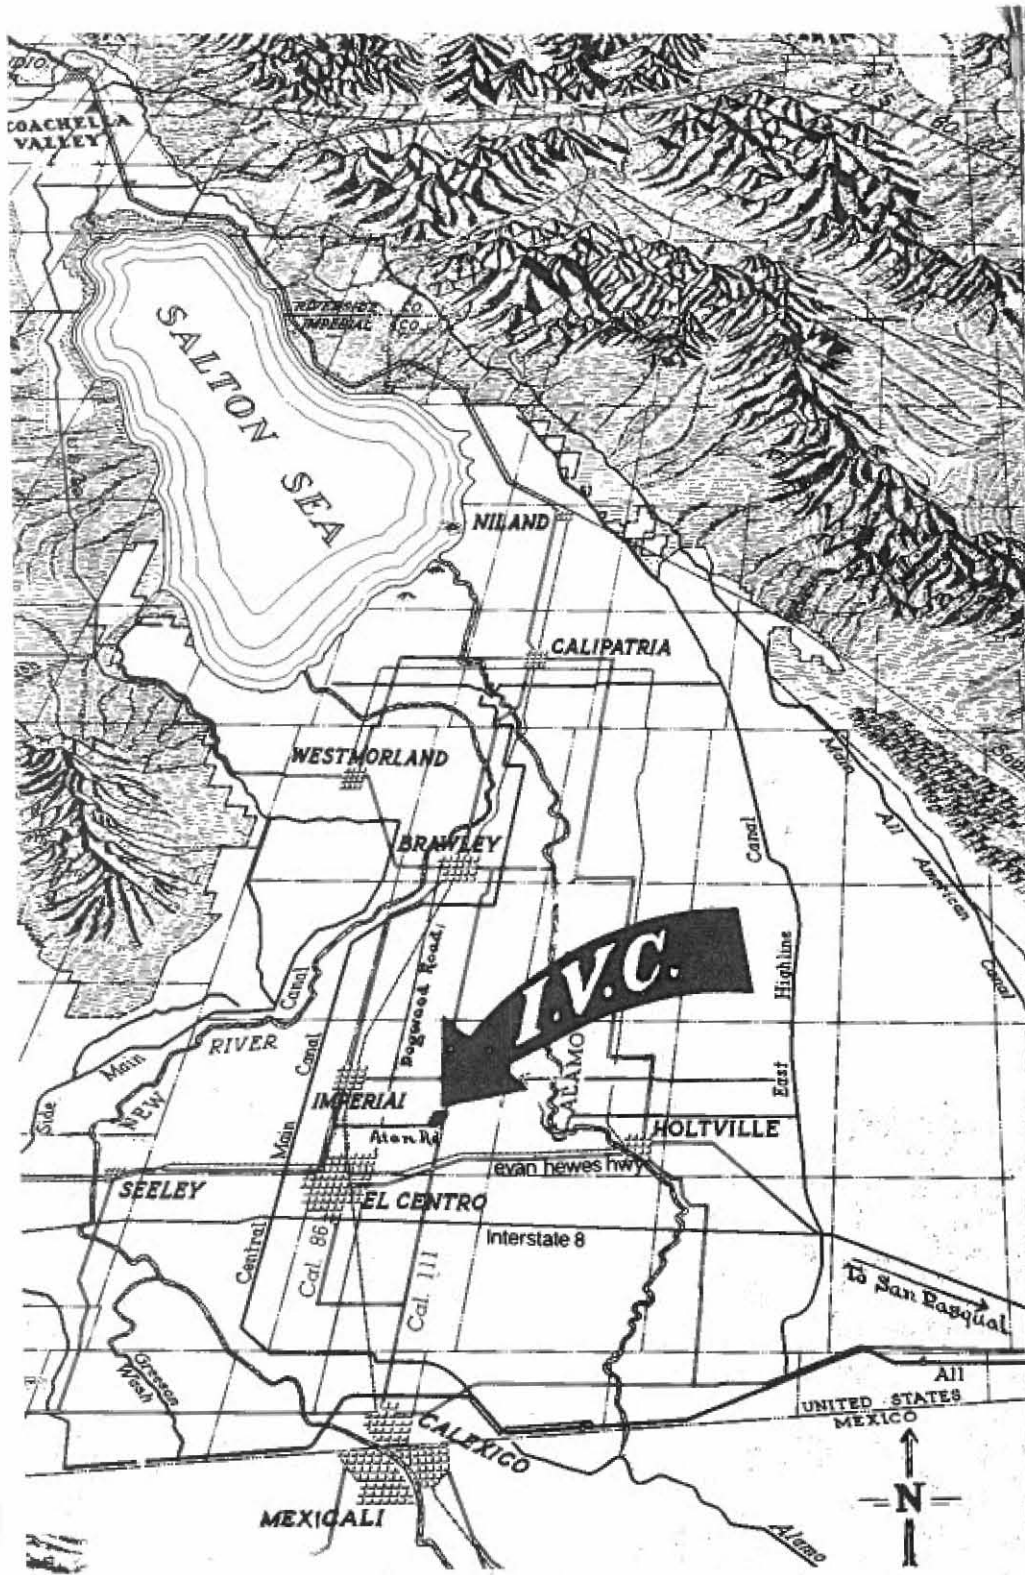 COACHELLA
VALLEY
RIVERSIDE CO.
IMPERIAL CO.
SALTON SEA
NILAND
CALIPATRIA
WESTMORLAND
BRAWLEY
Main
All
American
Canal
Canal
Highline
East
I.V.C.
Dogwood Road
Canal
RIVER
NEW
Main
Side
Canal
Main
Central
IMPERIAL
Aten Rd
ALAMO
HOLTVILLE
evan hewes hwy
SEELEY
EL CENTRO
Interstate 8
Cal. 86
Cal. 111
To San Pasqual
Greeson
Wash
All
UNITED STATES
MEXICO
CALEXICO
MEXICALI
N
Alamo